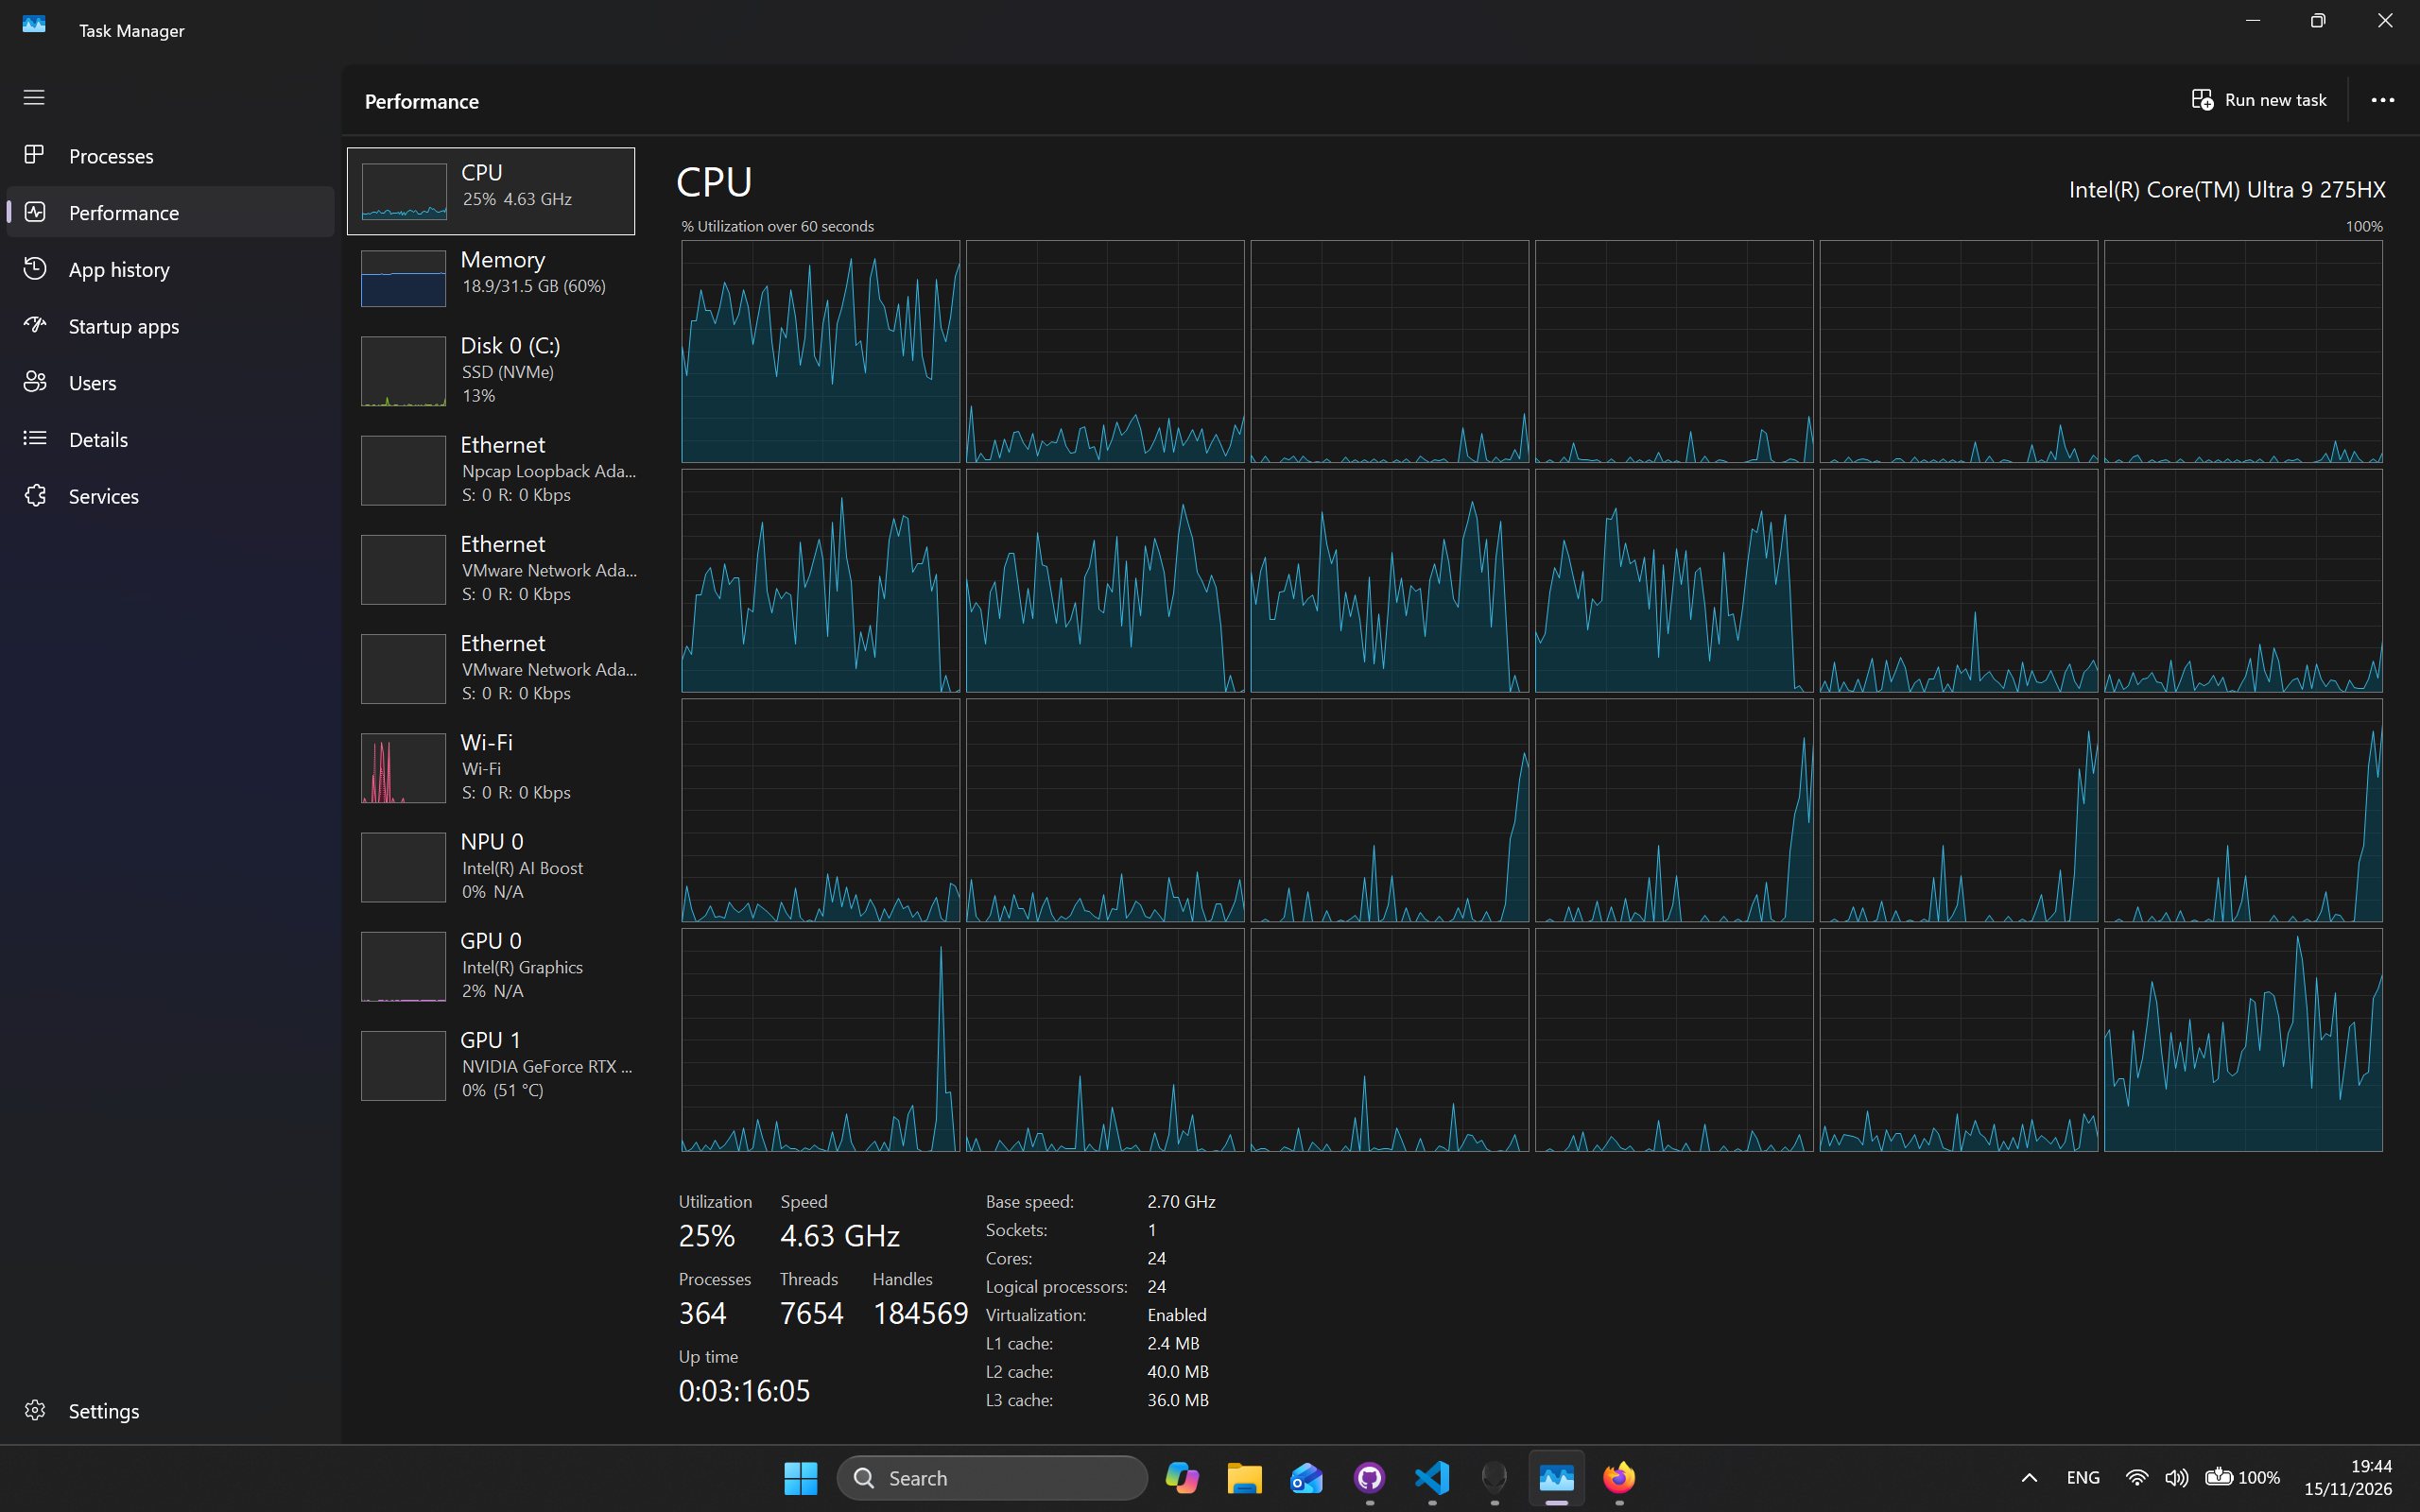 Task Manager
Performance
Run new task
Processes
Performance
App history
Startup apps
Users
Details
Services
Settings
CPU
25% 4.63 GHz
Memory
18.9/31.5 GB (60%)
Disk 0 (C:)
SSD (NVMe)
13%
Ethernet
Npcap Loopback Ada...
S: 0 R: 0 Kbps
Ethernet
VMware Network Ada...
S: 0 R: 0 Kbps
Ethernet
VMware Network Ada...
S: 0 R: 0 Kbps
Wi-Fi
Wi-Fi
S: 0 R: 0 Kbps
NPU 0
Intel(R) AI Boost
0% N/A
GPU 0
Intel(R) Graphics
2% N/A
GPU 1
NVIDIA GeForce RTX ...
0% (51 °C)
CPU
Intel(R) Core(TM) Ultra 9 275HX
% Utilization over 60 seconds
100%
Utilization
25%
Speed
4.63 GHz
Processes
364
Threads
7654
Handles
184569
Up time
0:03:16:05
Base speed: 2.70 GHz
Sockets: 1
Cores: 24
Logical processors: 24
Virtualization: Enabled
L1 cache: 2.4 MB
L2 cache: 40.0 MB
L3 cache: 36.0 MB
Search
ENG
100%
19:44
15/11/2026